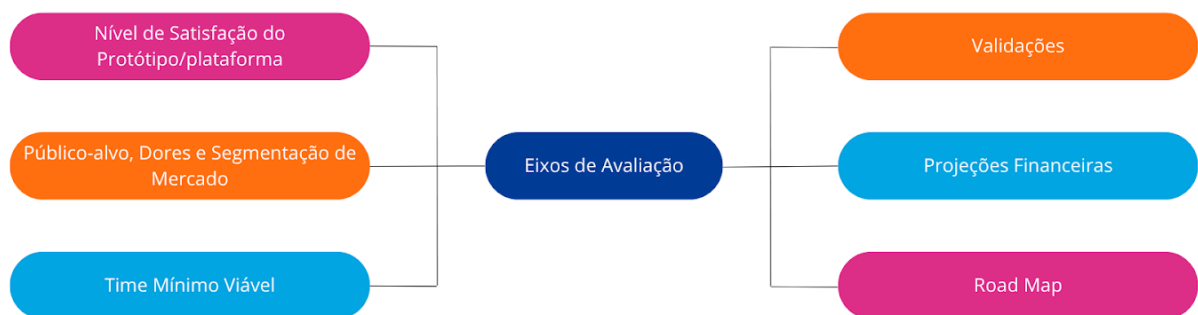 Nível de Satisfação do
Protótipo/plataforma
Público-alvo, Dores e Segmentação de
Mercado
Time Mínimo Viável
Eixos de Avaliação
Validações
Projeções Financeiras
Road Map